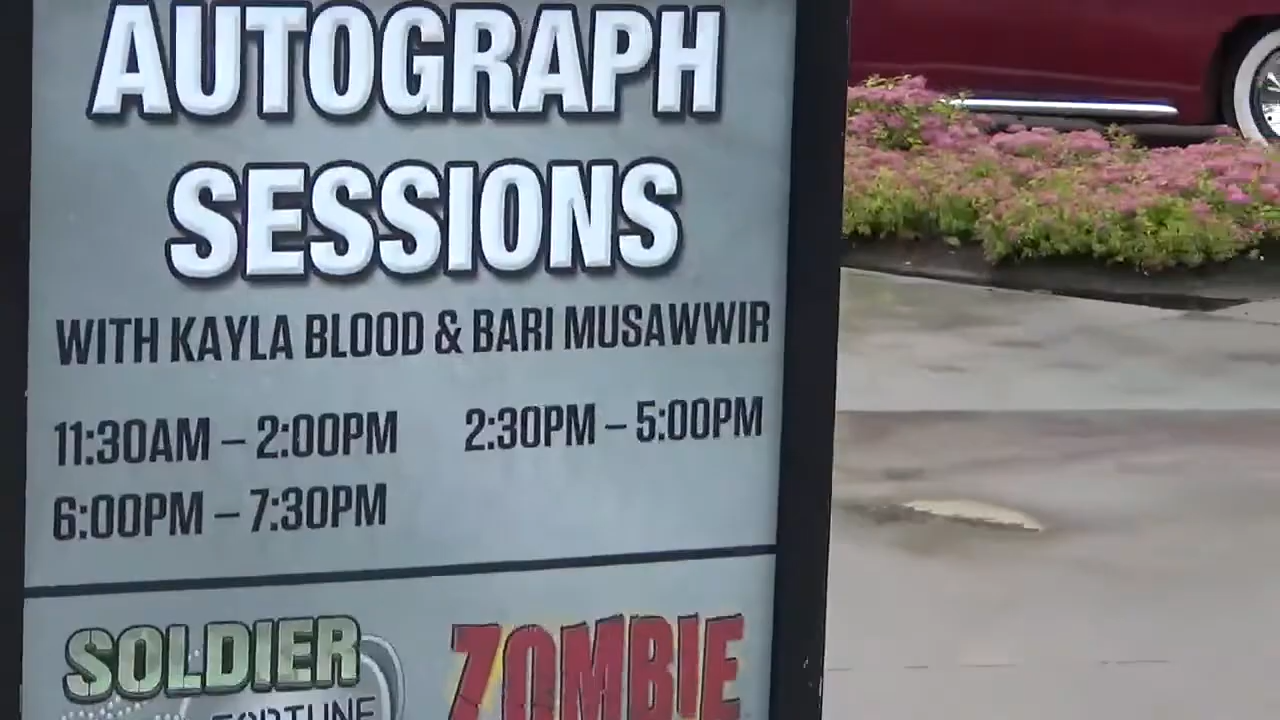 AUTOGRAPH
SESSIONS
WITH KAYLA BLOOD & BARI MUSAWWIR
11:30AM – 2:00PM 2:30PM – 5:00PM
6:00PM – 7:30PM
SOLDIER ZOMBIE
FORTUNE